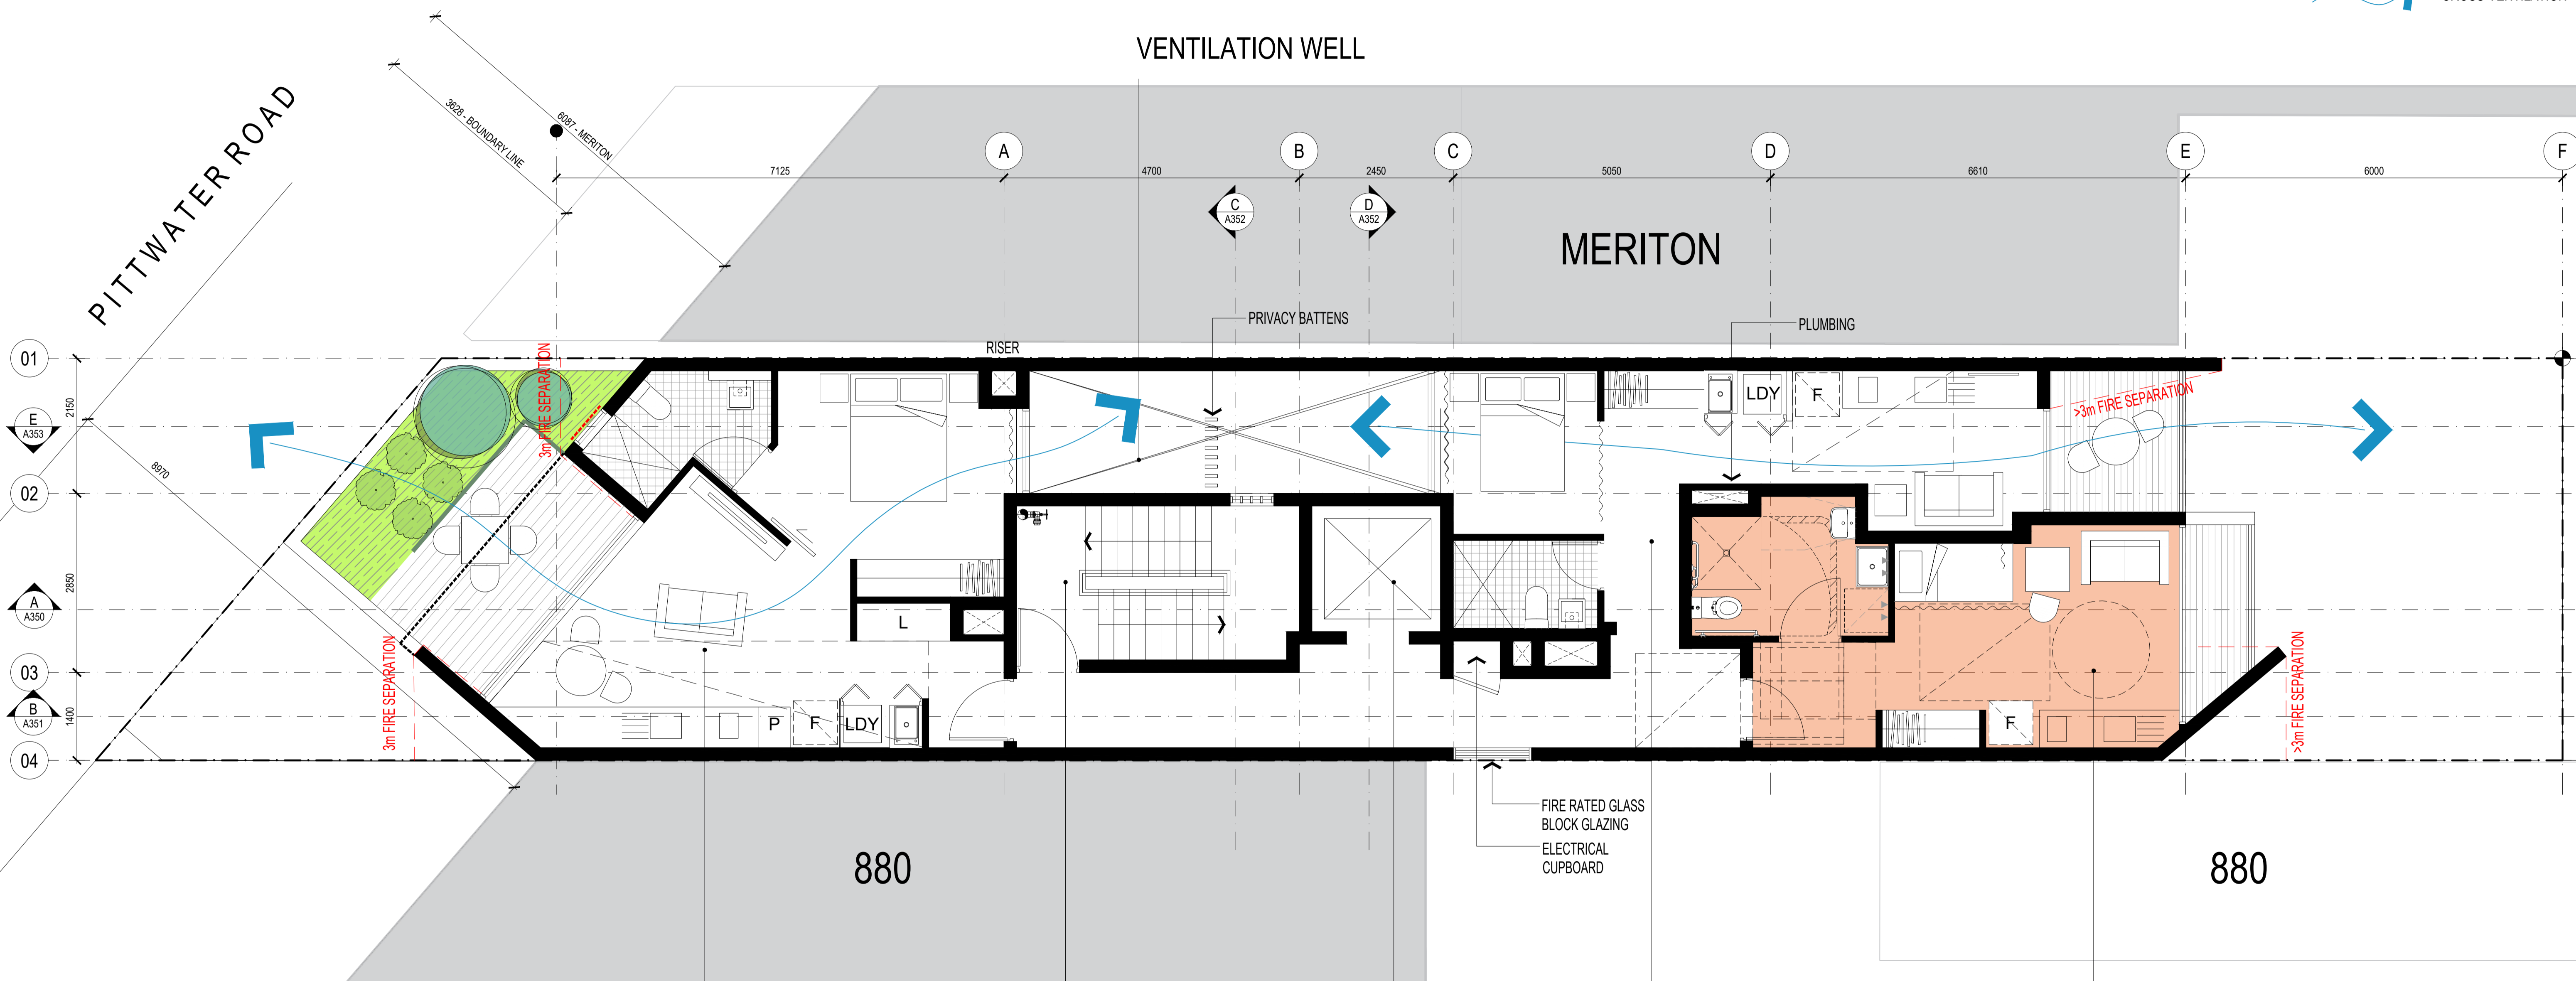 CROSS VENTILATION
VENTILATION WELL
PITTWATER ROAD
3628 - BOUNDARY LINE
6087 - MERITON
A
B
C
D
E
F
7125
4700
2450
5050
6610
6000
C
A352
D
A352
MERITON
PRIVACY BATTENS
PLUMBING
RISER
01
2150
E
A353
02
8970
2850
A
A350
03
1400
B
A351
04
3m FIRE SEPARATION
3m FIRE SEPARATION
>3m FIRE SEPARATION
>3m FIRE SEPARATION
LDY
F
L
P
F
LDY
F
FIRE RATED GLASS
BLOCK GLAZING
ELECTRICAL
CUPBOARD
880
880